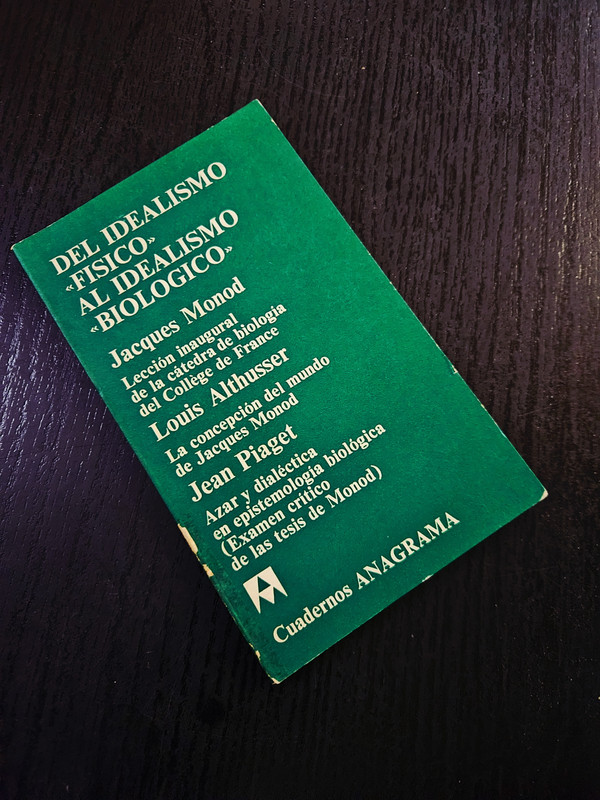 DEL IDEALISMO
«FISICO»
AL IDEALISMO
«BIOLOGICO»
Jacques Monod
Lección inaugural
de la cátedra de biología
del Collège de France
Louis Althusser
La concepción del mundo
de Jacques Monod
Jean Piaget
Azar y dialéctica
en epistemología biológica
(Examen crítico
de las tesis de Monod)
Cuadernos ANAGRAMA